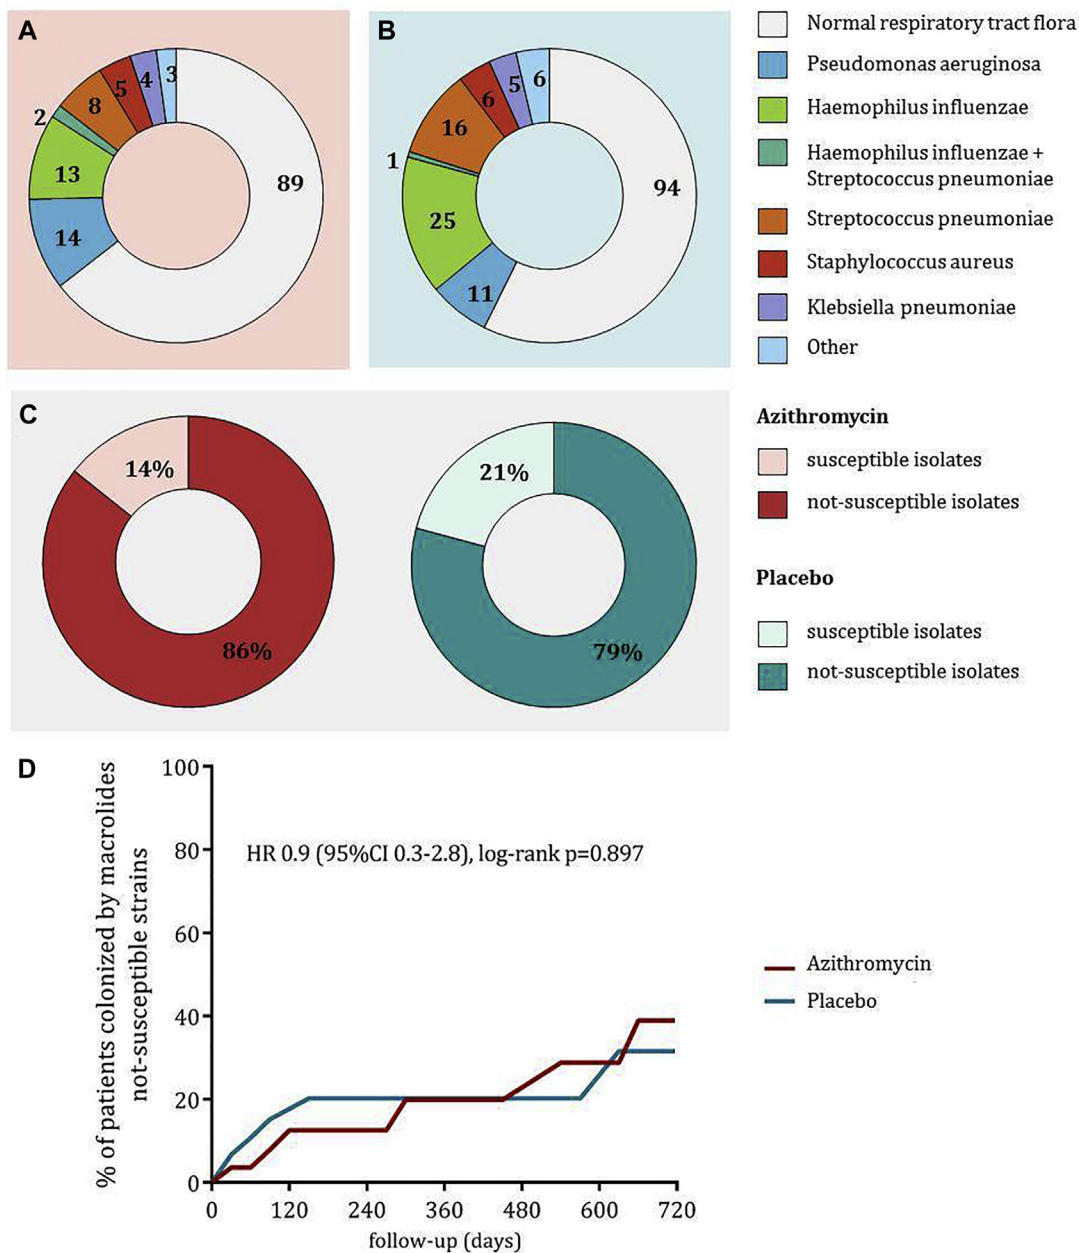 A
3
4
5
8
2
13
14
89
B
6
5
6
16
1
25
11
94
Normal respiratory tract flora
Pseudomonas aeruginosa
Haemophilus influenzae
Haemophilus influenzae +
Streptococcus pneumoniae
Streptococcus pneumoniae
Staphylococcus aureus
Klebsiella pneumoniae
Other
C
14%
86%
21%
79%
Azithromycin
susceptible isolates
not-susceptible isolates
Placebo
susceptible isolates
not-susceptible isolates
D
% of patients colonized by macrolides
not-susceptible strains
100
80
60
40
20
0
HR 0.9 (95%CI 0.3-2.8), log-rank p=0.897
0 120 240 360 480 600 720
follow-up (days)
Azithromycin
Placebo